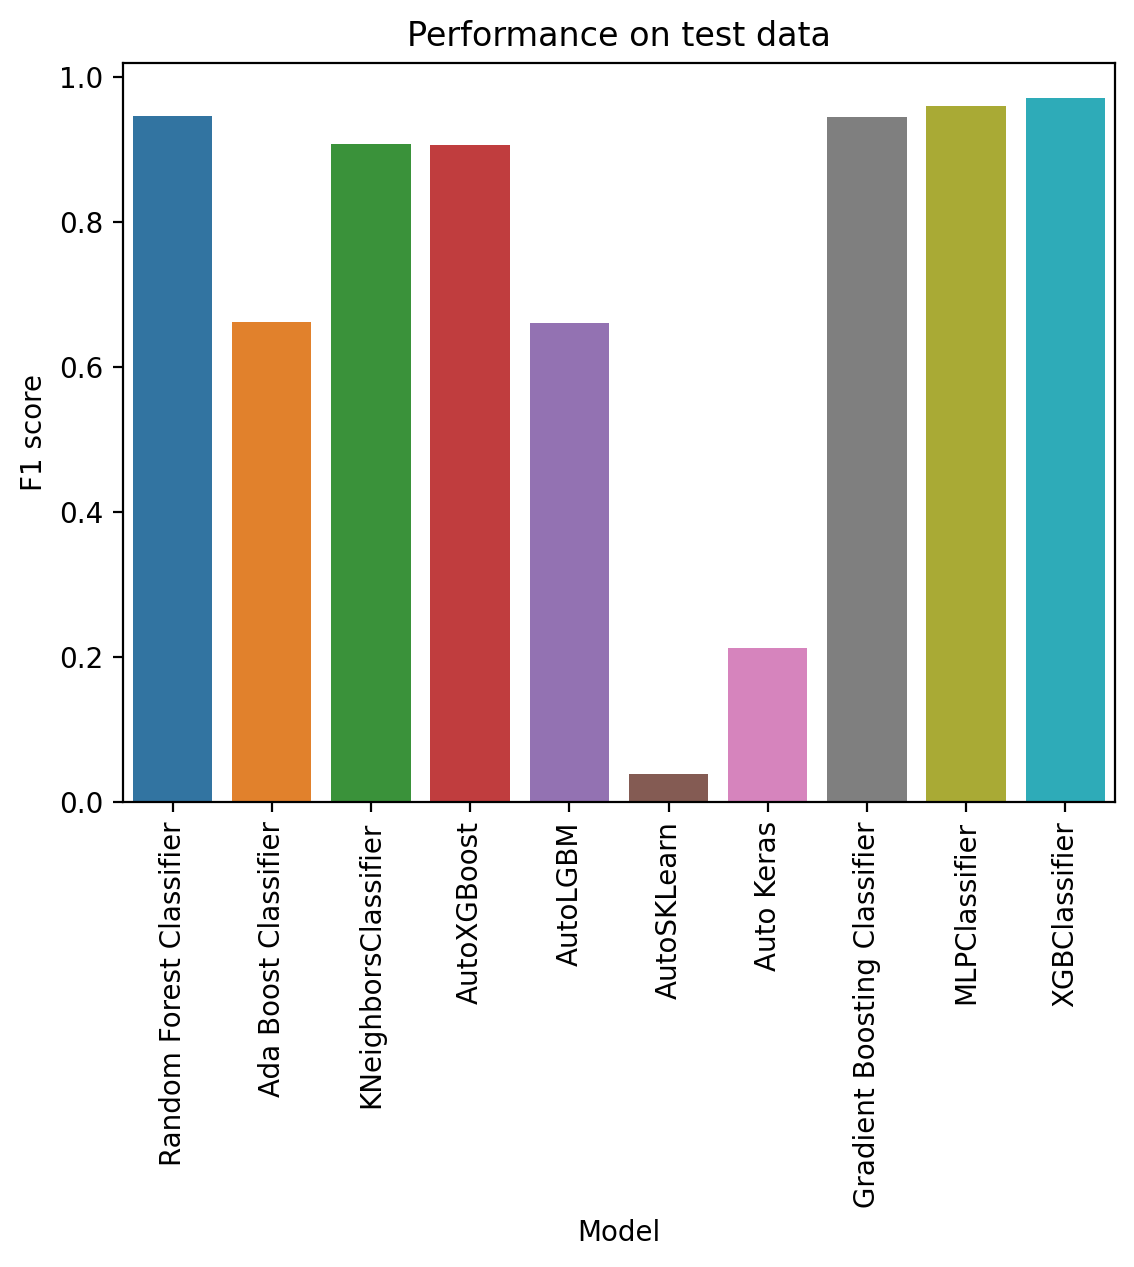 Performance on test data
1.0
0.8
0.6
0.4
0.2
0.0
F1 score
Random Forest Classifier
Ada Boost Classifier
KNeighborsClassifier
AutoXGBoost
AutoLGBM
AutoSKLearn
Auto Keras
Gradient Boosting Classifier
MLPClassifier
XGBClassifier
Model